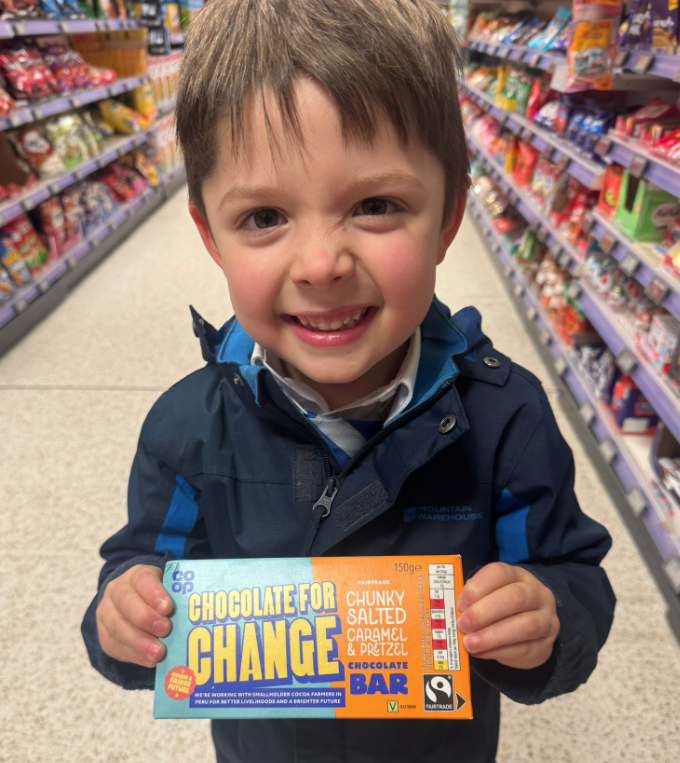 MOUNTAIN
WAREHOUSE
CO
OP
CHOCOLATE FOR
CHANGE
WE'RE WORKING WITH SMALLHOLDER COCOA FARMERS IN
PERU FOR BETTER LIVELIHOODS AND A BRIGHTER FUTURE
150g e
FAIRTRADE
CHUNKY
SALTED
CARAMEL
& PRETZEL
CHOCOLATE
BAR
V
FAIRTRADE